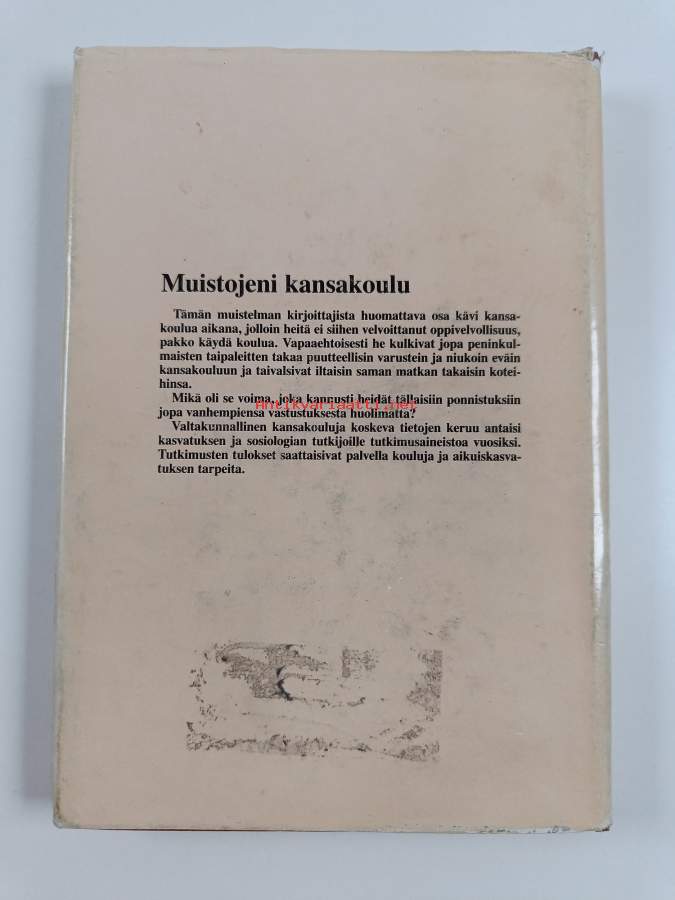 Muistojeni kansakoulu
Tämän muistelman kirjoittajista huomattava osa kävi kansa-
koulua aikana, jolloin heitä ei siihen velvoittanut oppivelvollisuus,
pakko käydä koulua. Vapaaehtoisesti he kulkivat jopa peninkul-
maisten taipaleitten takaa puutteellisin varustein ja niukoin eväin
kansakouluun ja taivalsivat iltaisin saman matkan takaisin kotei-
hinsa.
Mikä oli se voima, joka kannusti heidät tällaisiin ponnistuksiin
Antikvariaatti.net
jopa vanhempiensa vastustuksesta huolimatta?
Valtakunnallinen kansakouluja koskeva tietojen keruu antaisi
kasvatuksen ja sosiologian tutkijoille tutkimusaineistoa vuosiksi.
Tutkimusten tulokset saattaisivat palvella kouluja ja aikuiskasva-
tuksen tarpeita.